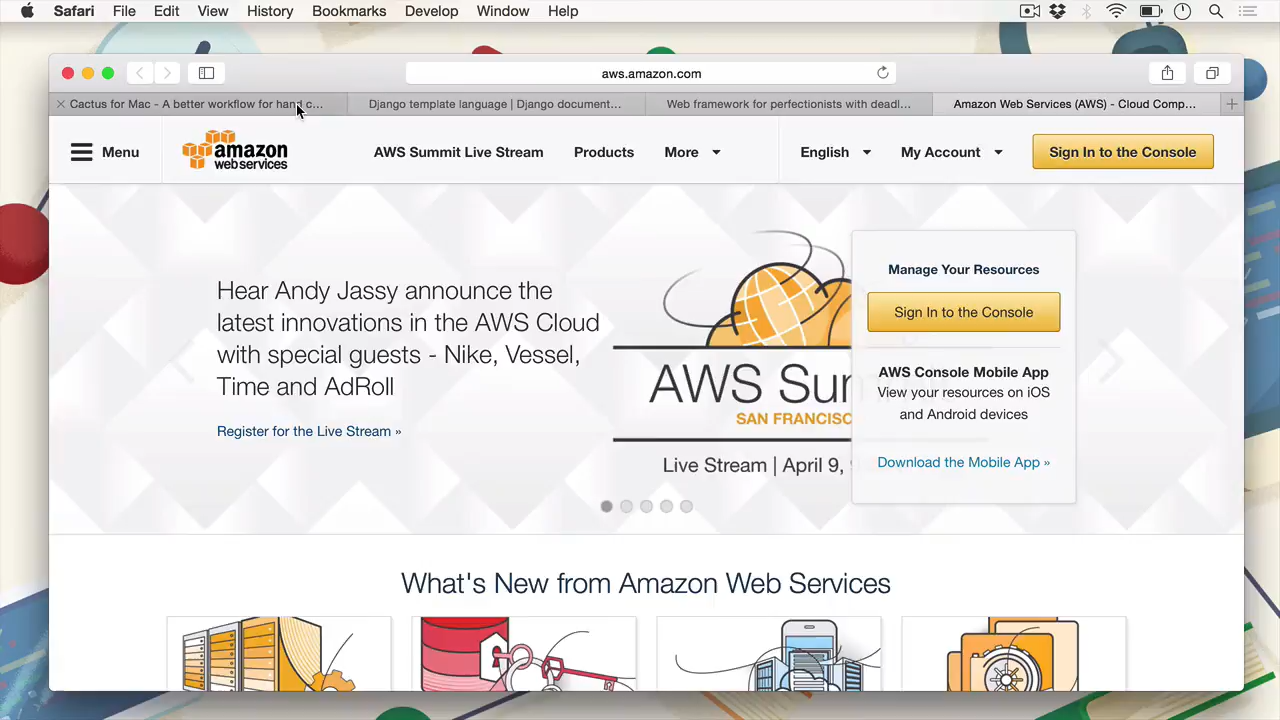 Safari File Edit View History Bookmarks Develop Window Help
aws.amazon.com
Cactus for Mac - A better workflow for hand c... Django template language | Django document... Web framework for perfectionists with deadl... Amazon Web Services (AWS) - Cloud Comp...
Menu amazon web services AWS Summit Live Stream Products More English My Account Sign In to the Console
Hear Andy Jassy announce the
latest innovations in the AWS Cloud
with special guests - Nike, Vessel,
Time and AdRoll
Register for the Live Stream »
AWS Sum
SAN FRANCISC
Live Stream | April 9,
Manage Your Resources
Sign In to the Console
AWS Console Mobile App
View your resources on iOS
and Android devices
Download the Mobile App »
What's New from Amazon Web Services